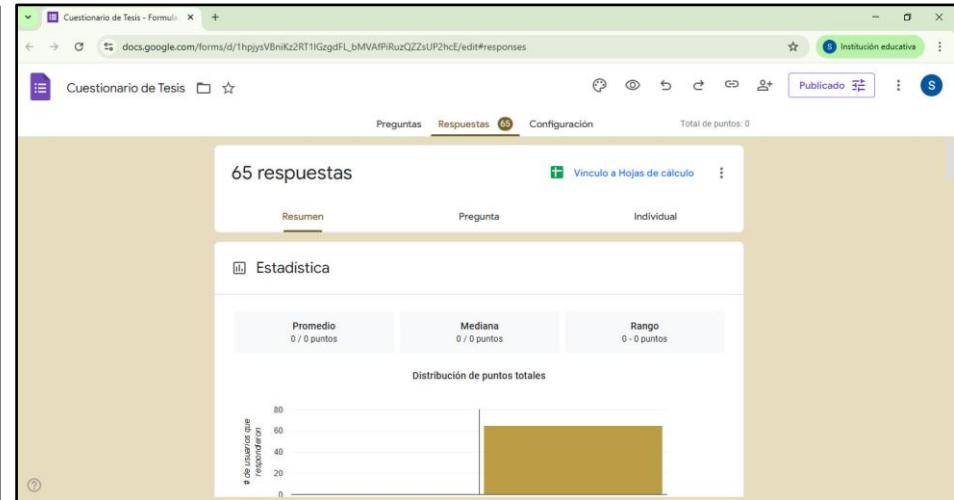 Cuestionario de Tesis - Formula
docs.google.com/forms/d/1hpjysVBniKz2RT1IGzgdFL_bMVAfPiRuzQZZsUP2hcE/edit#responses
S Institución educativa
Cuestionario de Tesis
Publicado
S
Preguntas Respuestas 65 Configuración Total de puntos: 0
65 respuestas
Vínculo a Hojas de cálculo
Resumen Pregunta Individual
Estadística
Promedio Mediana Rango
0 / 0 puntos 0 / 0 puntos 0 - 0 puntos
Distribución de puntos totales
# de usuarios que
respondieron
80
60
40
20
0